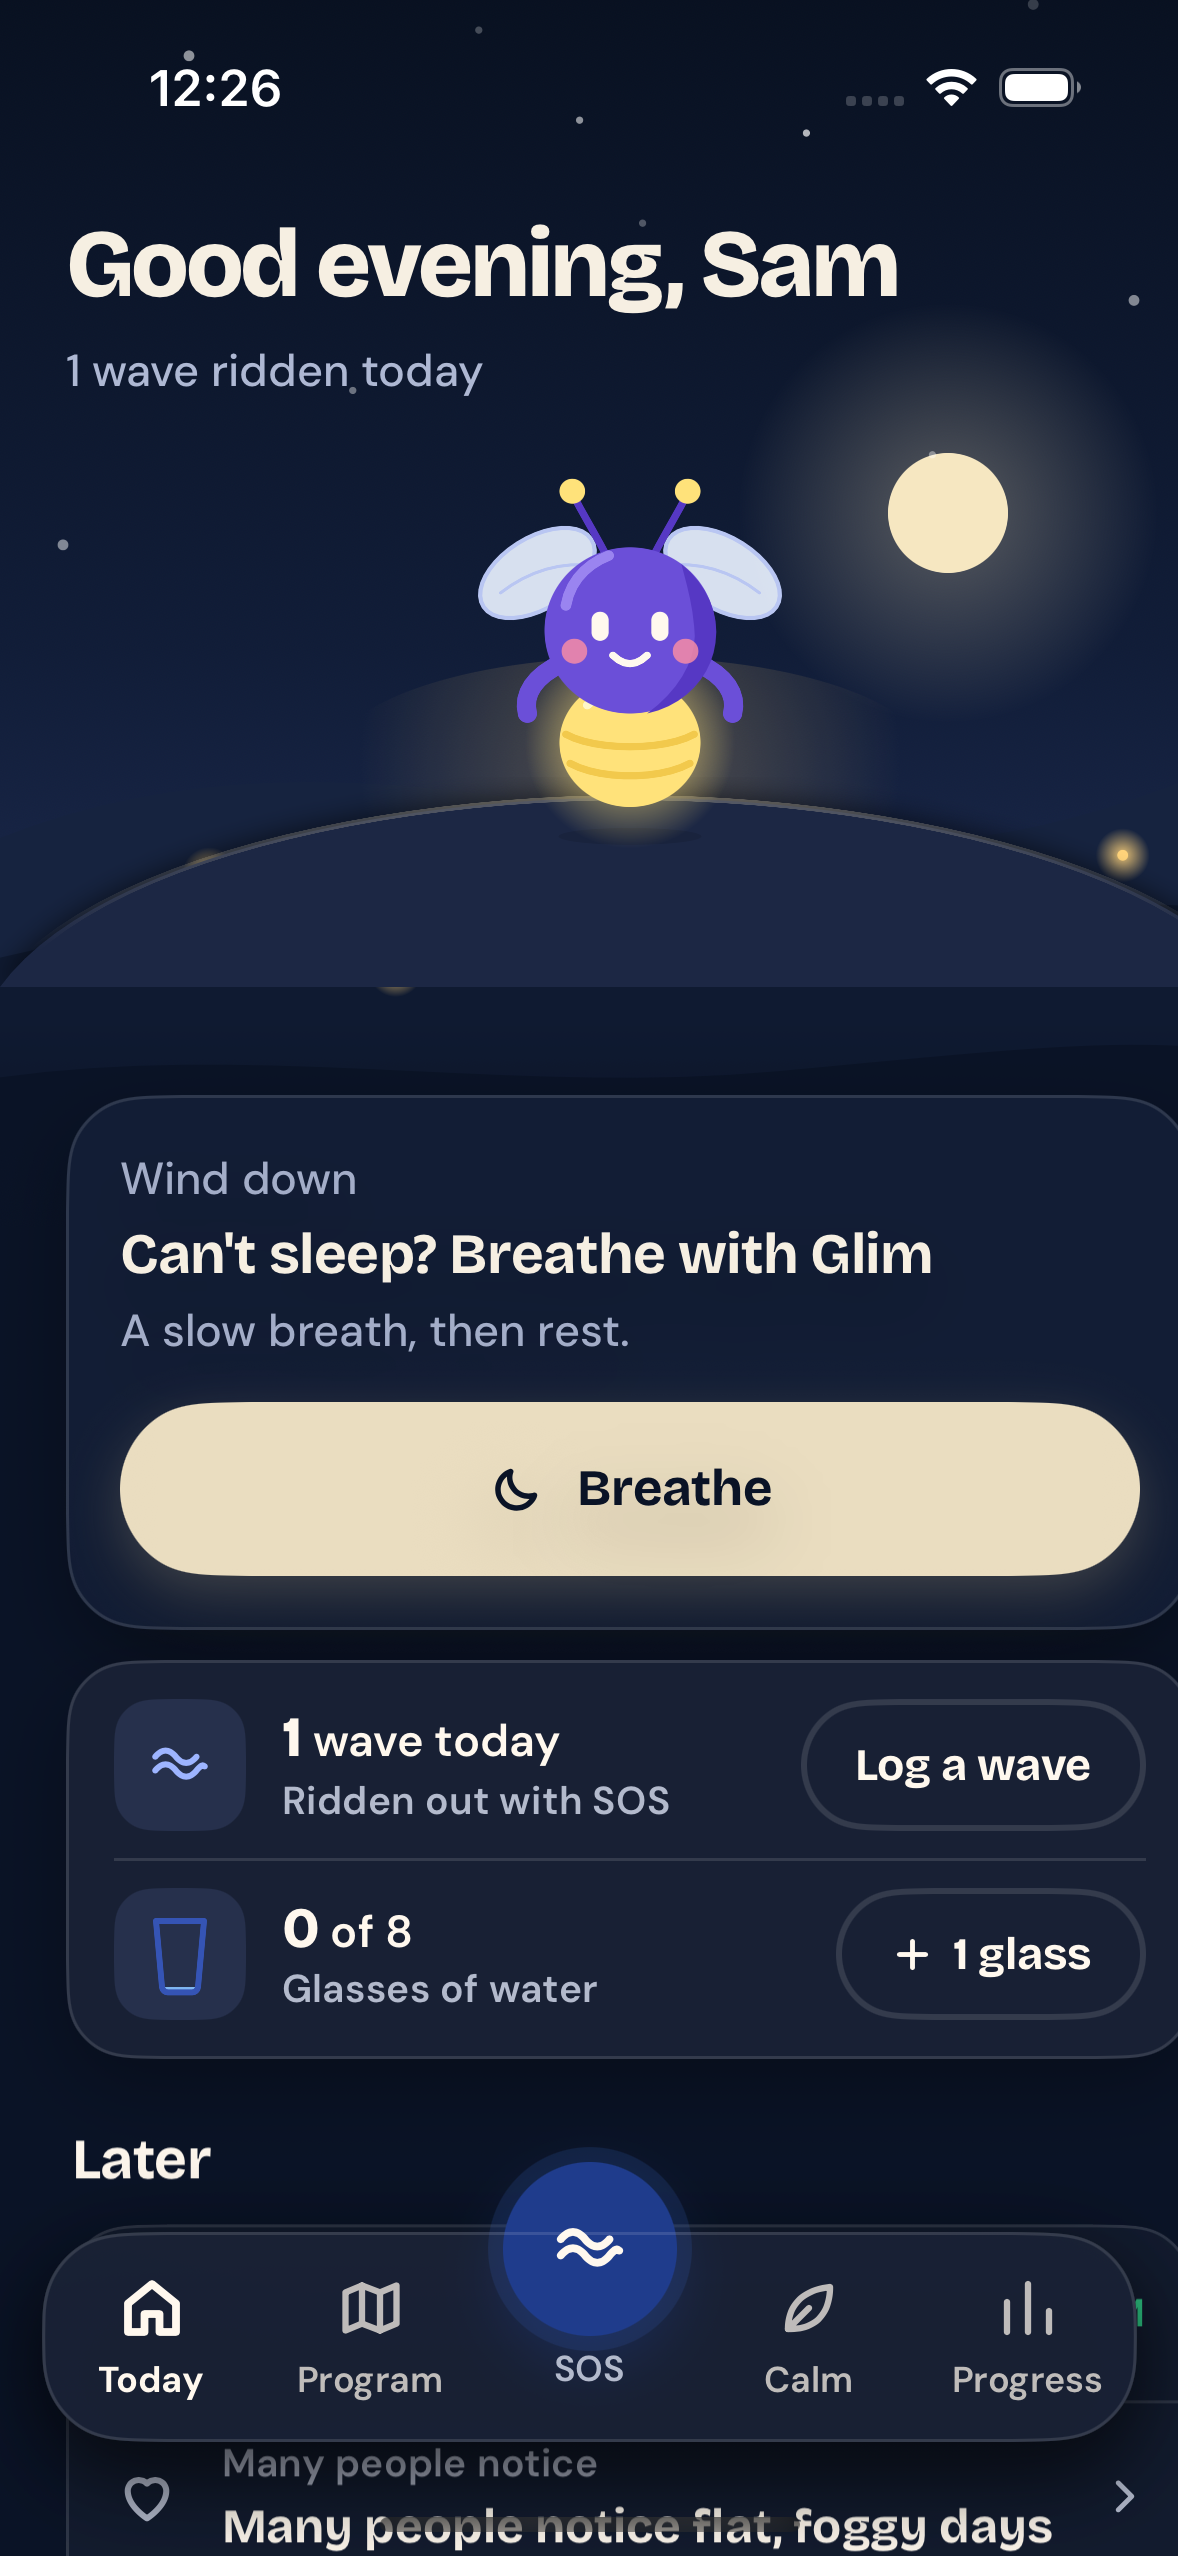 12:26
Good evening, Sam
1 wave ridden today
Wind down
Can't sleep? Breathe with Glim
A slow breath, then rest.
Breathe
1 wave today
Ridden out with SOS
Log a wave
0 of 8
Glasses of water
+ 1 glass
Later
Today
Program
SOS
Calm
Progress
Many people notice
Many people notice flat, foggy days